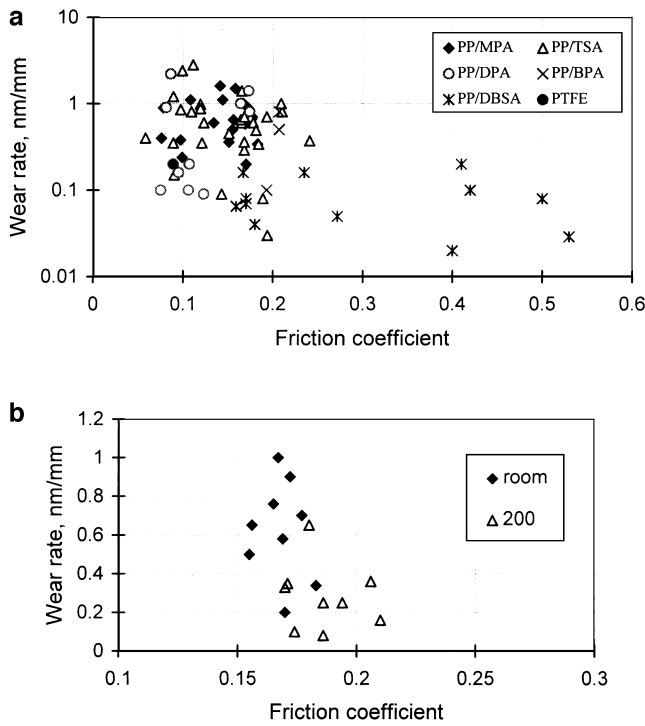 a
10
1
0.1
0.01
Wear rate, nm/mm
0 0.1 0.2 0.3 0.4 0.5 0.6
Friction coefficient
PP/MPA PP/TSA
PP/DPA PP/BPA
PP/DBSA PTFE
b
1.2
1
0.8
0.6
0.4
0.2
0
Wear rate, nm/mm
0.1 0.15 0.2 0.25 0.3
Friction coefficient
room
200